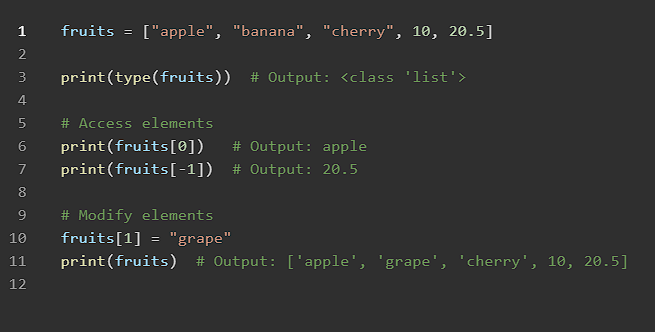 1 fruits = ["apple", "banana", "cherry", 10, 20.5]
2
3 print(type(fruits))  # Output: <class 'list'>
4
5 # Access elements
6 print(fruits[0])   # Output: apple
7 print(fruits[-1])  # Output: 20.5
8
9 # Modify elements
10 fruits[1] = "grape"
11 print(fruits)  # Output: ['apple', 'grape', 'cherry', 10, 20.5]
12